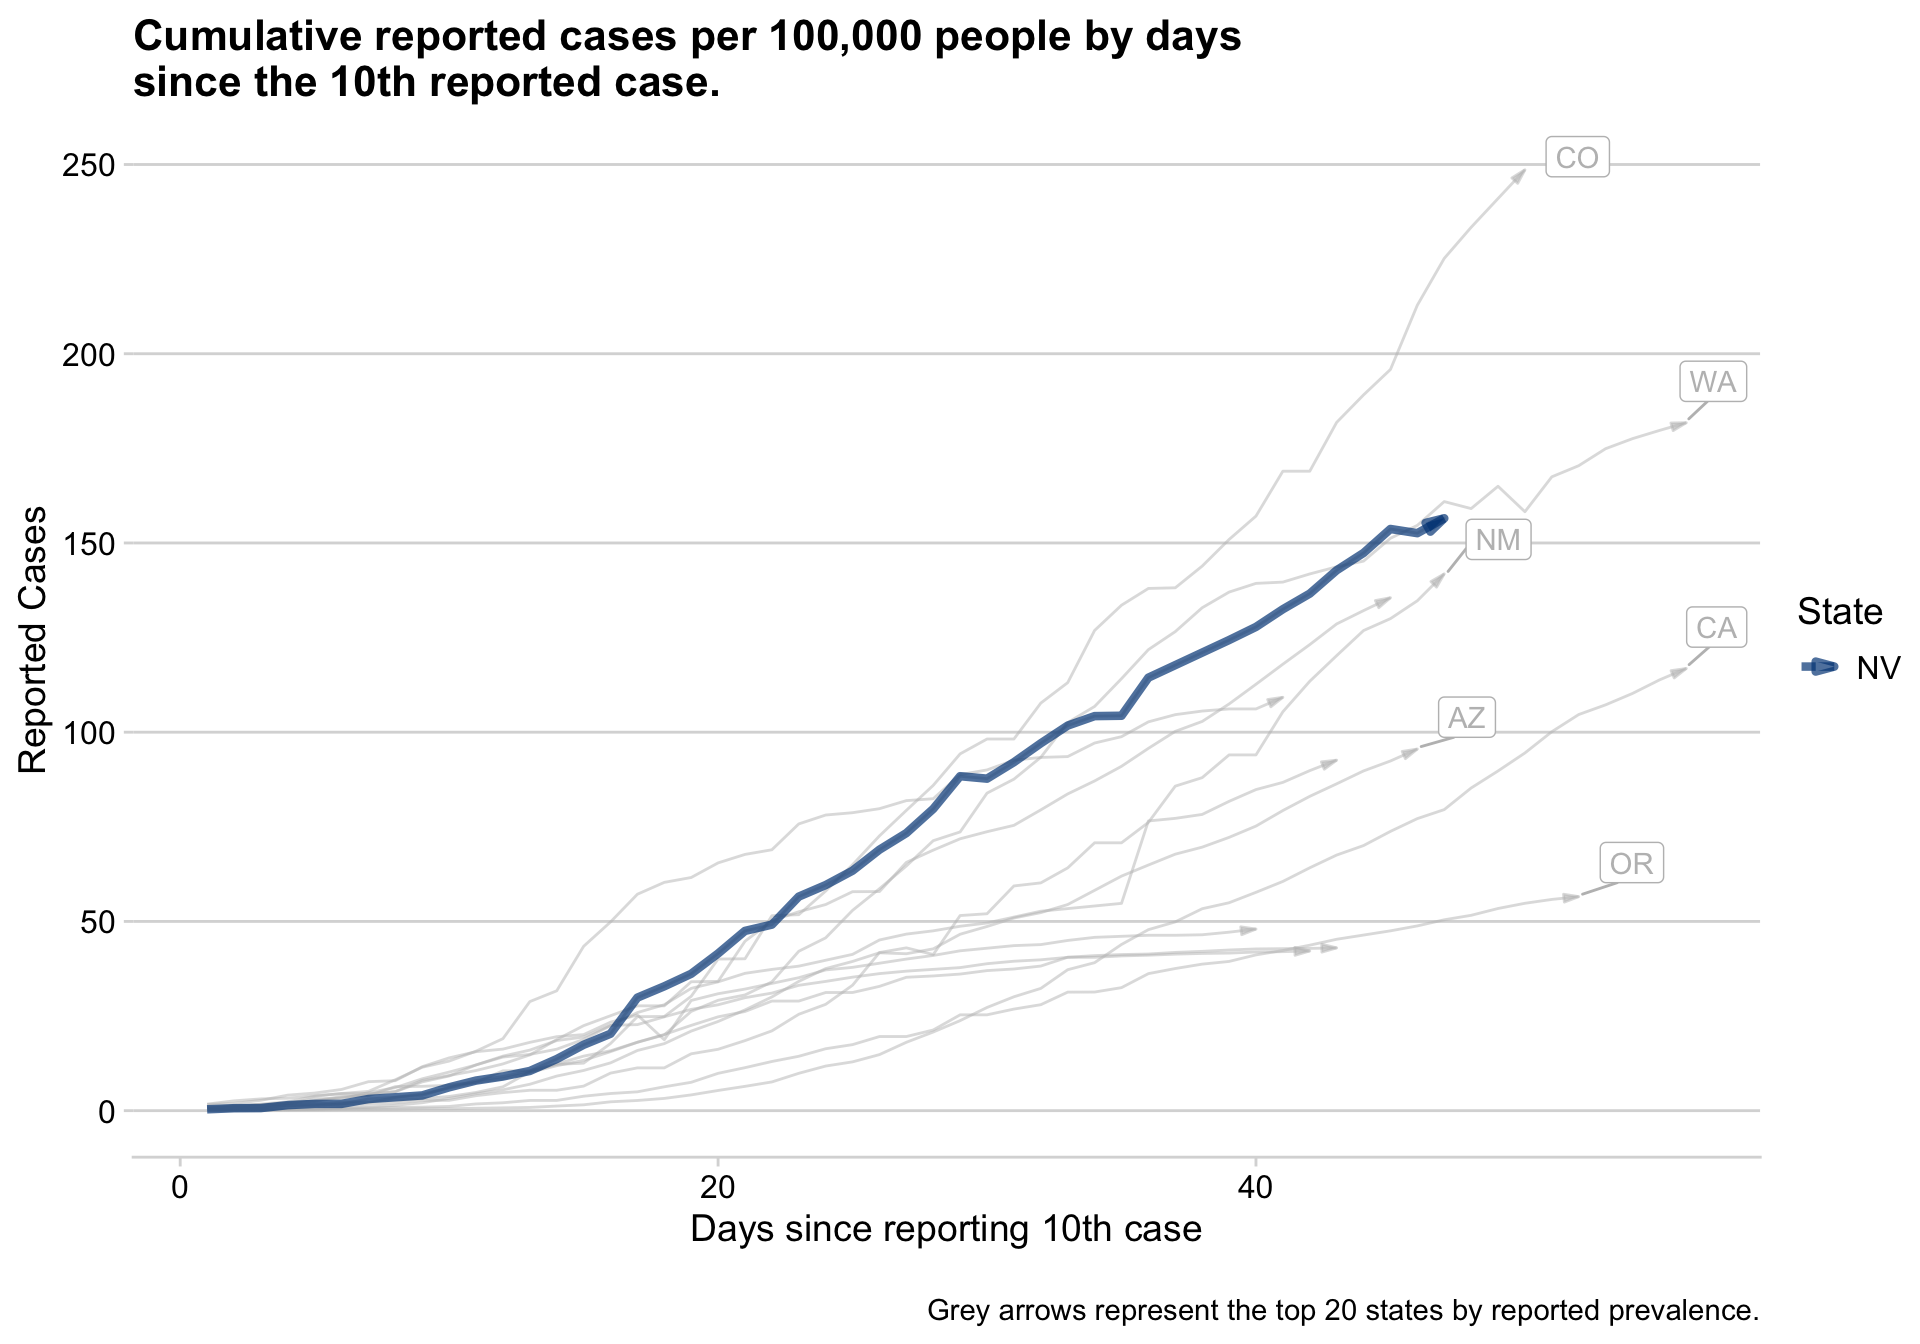 Cumulative reported cases per 100,000 people by days
since the 10th reported case.
250
200
150
100
50
0
Reported Cases
CO
WA
NM
CA
AZ
OR
State
NV
0
20
40
Days since reporting 10th case
Grey arrows represent the top 20 states by reported prevalence.